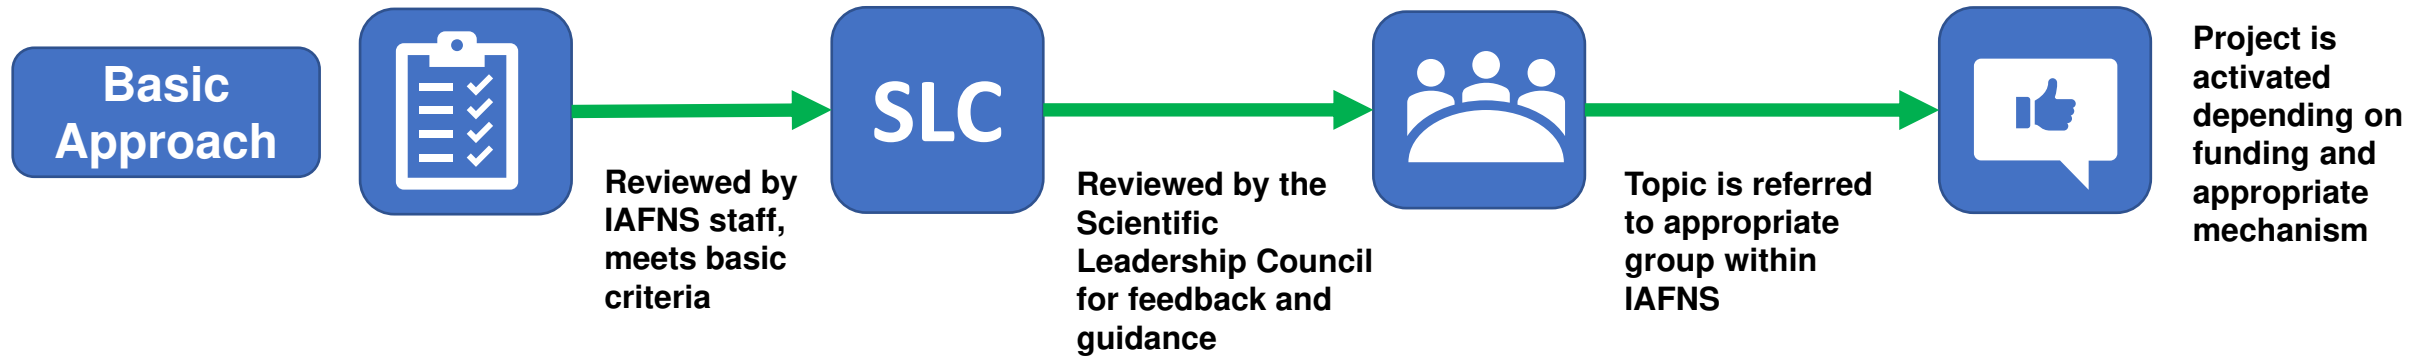 Basic
Approach
Reviewed by
IAFNS staff,
meets basic
criteria
SLC
Reviewed by the
Scientific
Leadership Council
for feedback and
guidance
Topic is referred
to appropriate
group within
IAFNS
Project is
activated
depending on
funding and
appropriate
mechanism